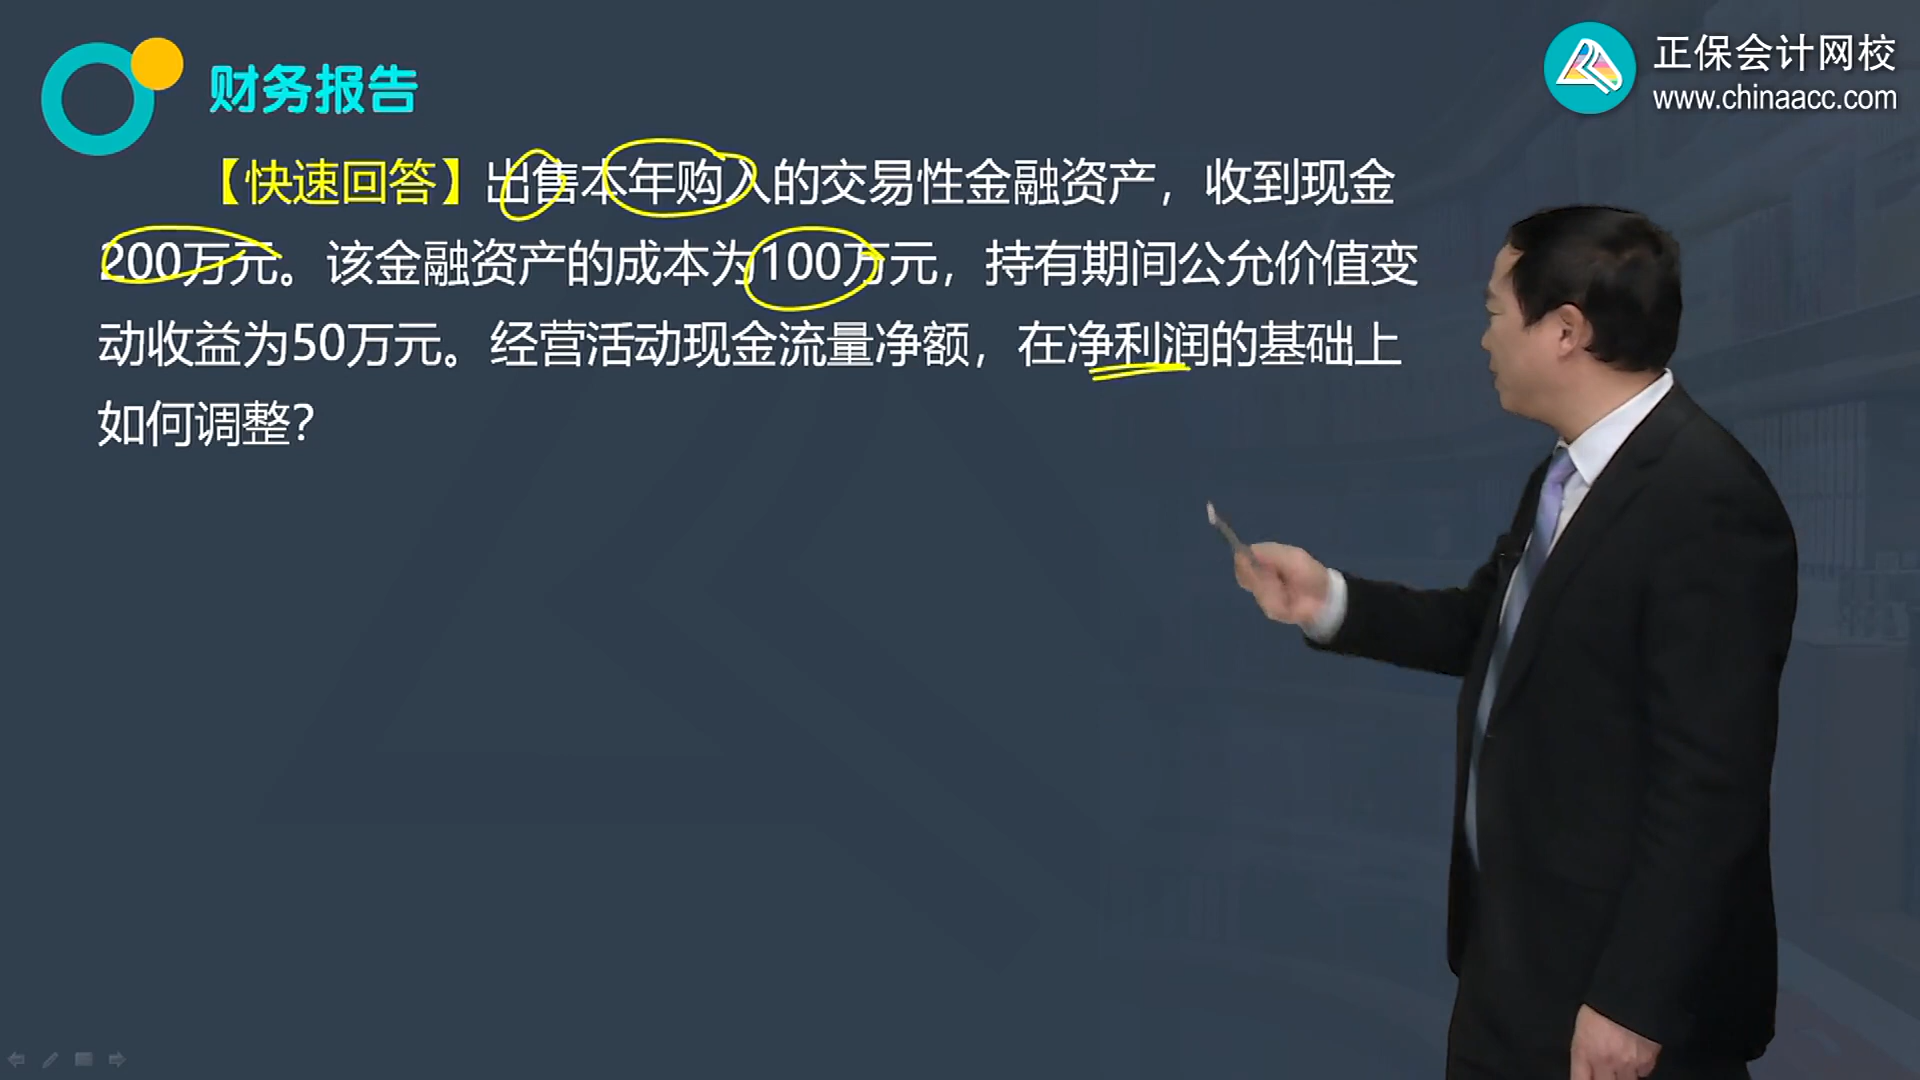 财务报告
正保会计网校
www.chinaacc.com
【快速回答】出售本年购入的交易性金融资产，收到现金
200万元。该金融资产的成本为100万元，持有期间公允价值变
动收益为50万元。经营活动现金流量净额，在净利润的基础上
如何调整？